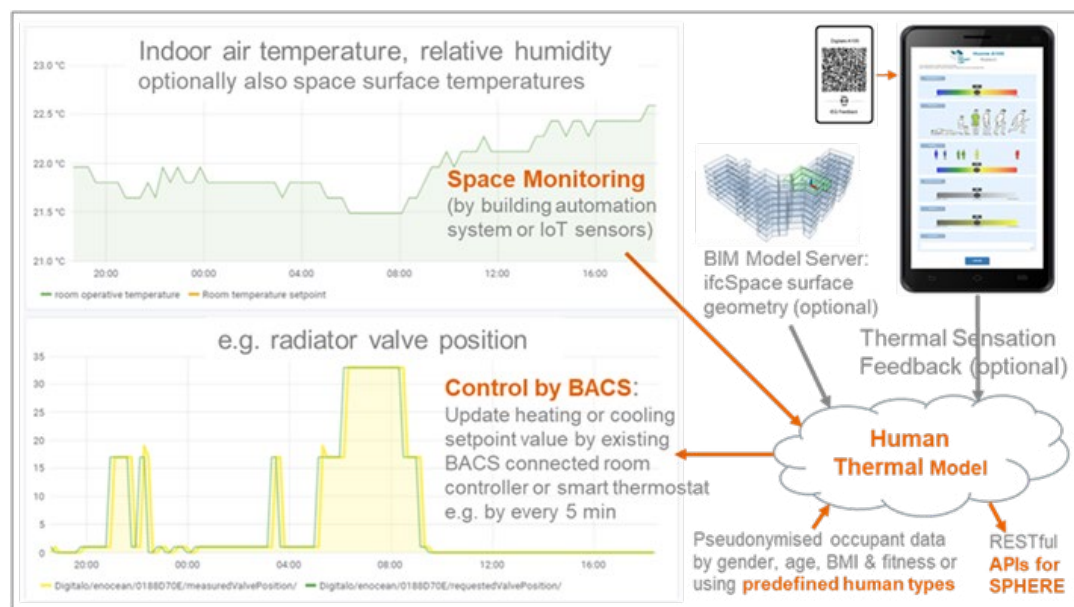 Indoor air temperature, relative humidity
optionally also space surface temperatures
23.0 °C
22.5 °C
22.0 °C
21.5 °C
21.0 °C
Space Monitoring
(by building automation
system or IoT sensors)
20:00 00:00 04:00 08:00 12:00 16:00
room operative temperature Room temperature setpoint
e.g. radiator valve position
35
30
25
20
15
10
5
0
Control by BACS:
Update heating or cooling
setpoint value by existing
BACS connected room
controller or smart thermostat
e.g. by every 5 min
20:00 00:00 04:00 08:00 12:00 16:00
Digitalo/enocean/0188D70E/measuredValvePosition/ Digitalo/enocean/0188D70E/requestedValvePosition/
BIM Model Server:
ifcSpace surface
geometry (optional)
Thermal Sensation
Feedback (optional)
Human
Thermal Model
Pseudonymised occupant data
by gender, age, BMI & fitness or
using predefined human types
RESTful
APIs for
SPHERE